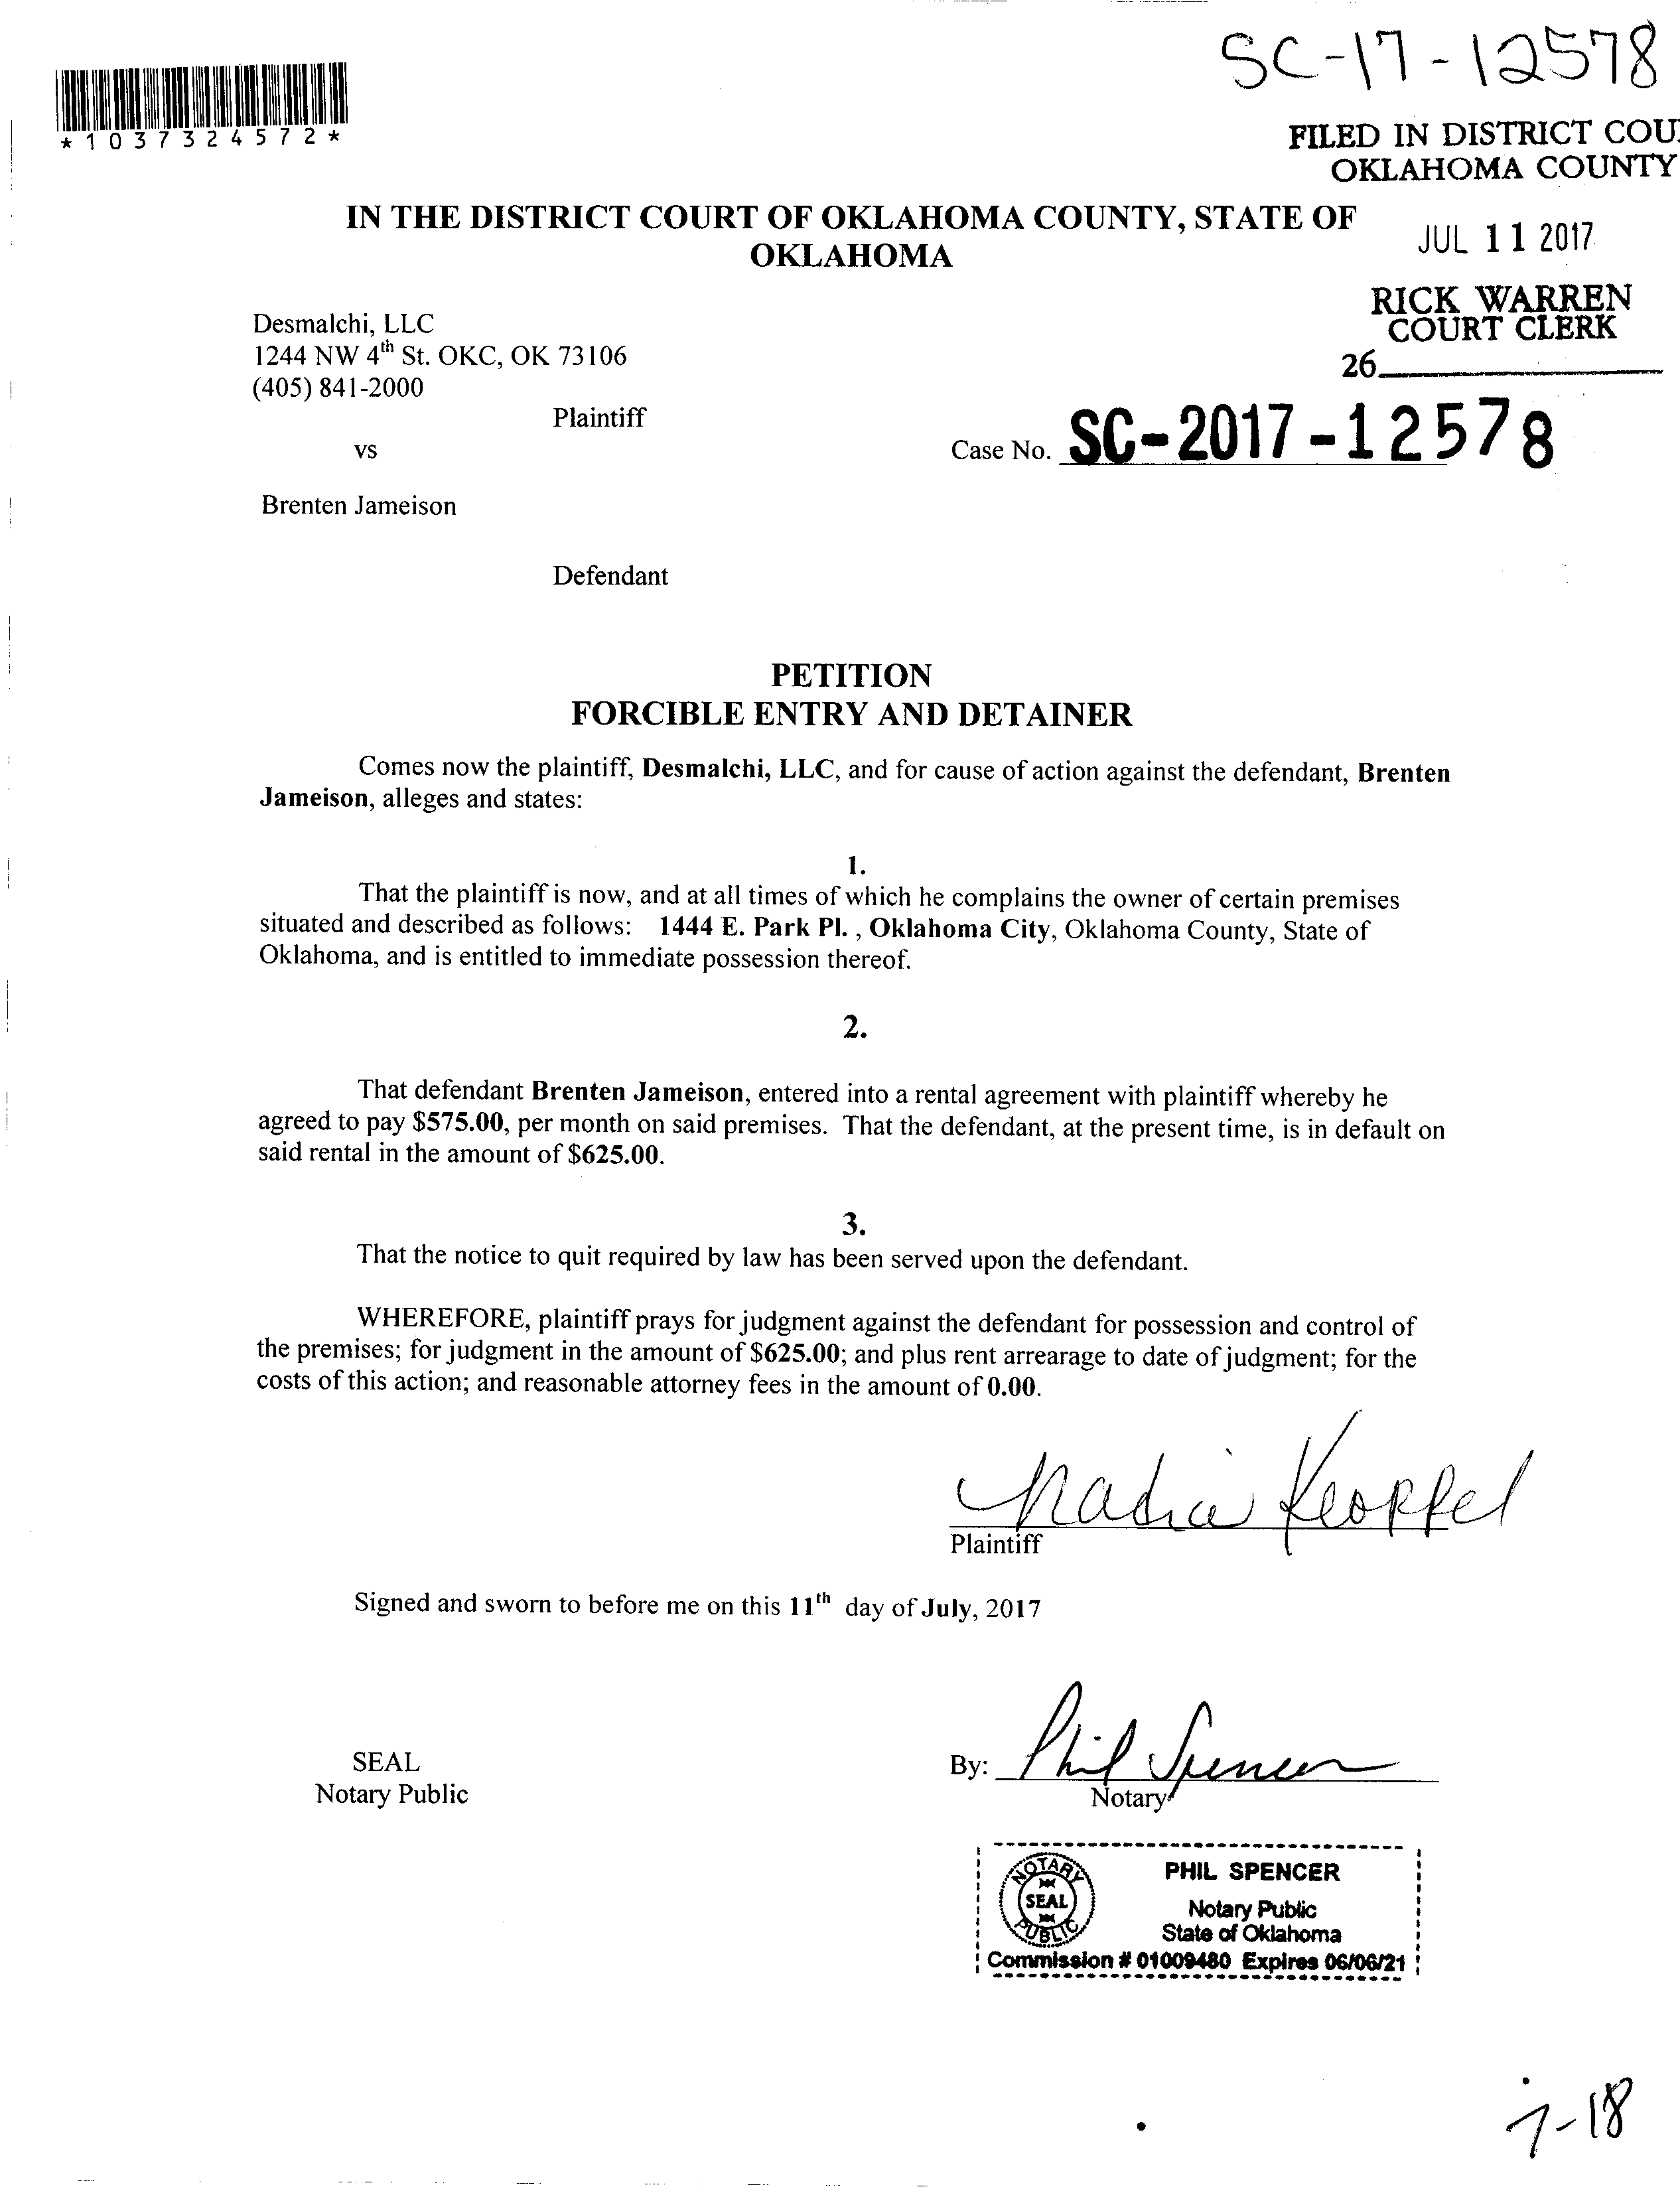 SC-17-12578
*1037324572*
FILED IN DISTRICT COU
OKLAHOMA COUNTY
IN THE DISTRICT COURT OF OKLAHOMA COUNTY, STATE OF
OKLAHOMA
JUL 11 2017
RICK WARREN
COURT CLERK
26
Desmalchi, LLC
1244 NW 4th St. OKC, OK 73106
(405) 841-2000
Plaintiff
vs
Case No. SC-2017-12578
Brenten Jameison
Defendant
PETITION
FORCIBLE ENTRY AND DETAINER
Comes now the plaintiff, Desmalchi, LLC, and for cause of action against the defendant, Brenten
Jameison, alleges and states:
1.
That the plaintiff is now, and at all times of which he complains the owner of certain premises
situated and described as follows: 1444 E. Park Pl. , Oklahoma City, Oklahoma County, State of
Oklahoma, and is entitled to immediate possession thereof.
2.
That defendant Brenten Jameison, entered into a rental agreement with plaintiff whereby he
agreed to pay $575.00, per month on said premises. That the defendant, at the present time, is in default on
said rental in the amount of $625.00.
3.
That the notice to quit required by law has been served upon the defendant.
WHEREFORE, plaintiff prays for judgment against the defendant for possession and control of
the premises; for judgment in the amount of $625.00; and plus rent arrearage to date of judgment; for the
costs of this action; and reasonable attorney fees in the amount of 0.00.
Nadia Keoppel
Plaintiff
Signed and sworn to before me on this 11th day of July, 2017
SEAL
Notary Public
By: Phil Spencer
Notary
NOTARY
SEAL
PUBLIC
PHIL SPENCER
Notary Public
State of Oklahoma
Commission # 01009480 Expires 06/06/21
7-18